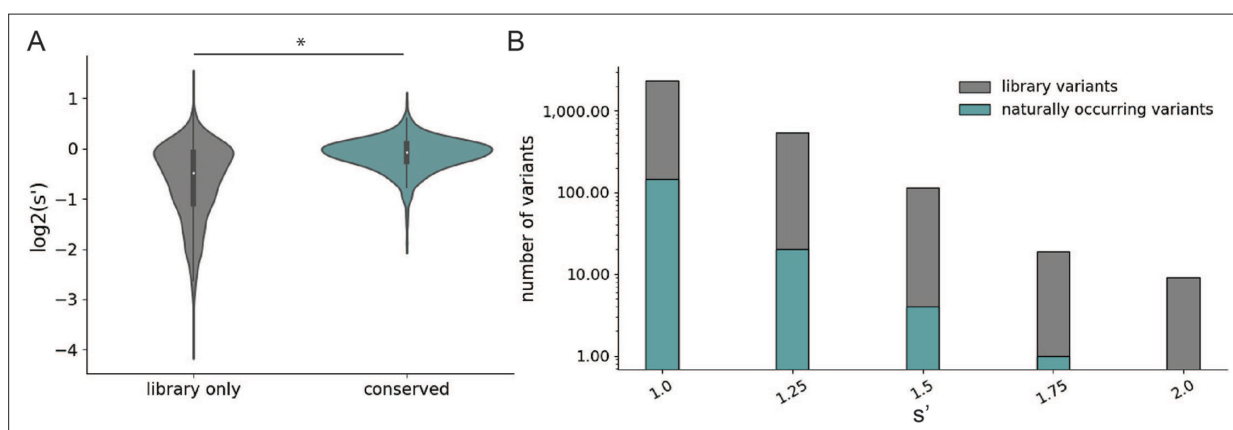 A
*
log2(s')
1
0
−1
−2
−3
−4
library only
conserved
B
number of variants
1,000.00
100.00
10.00
1.00
library variants
naturally occurring variants
1.0
1.25
1.5
1.75
2.0
s’